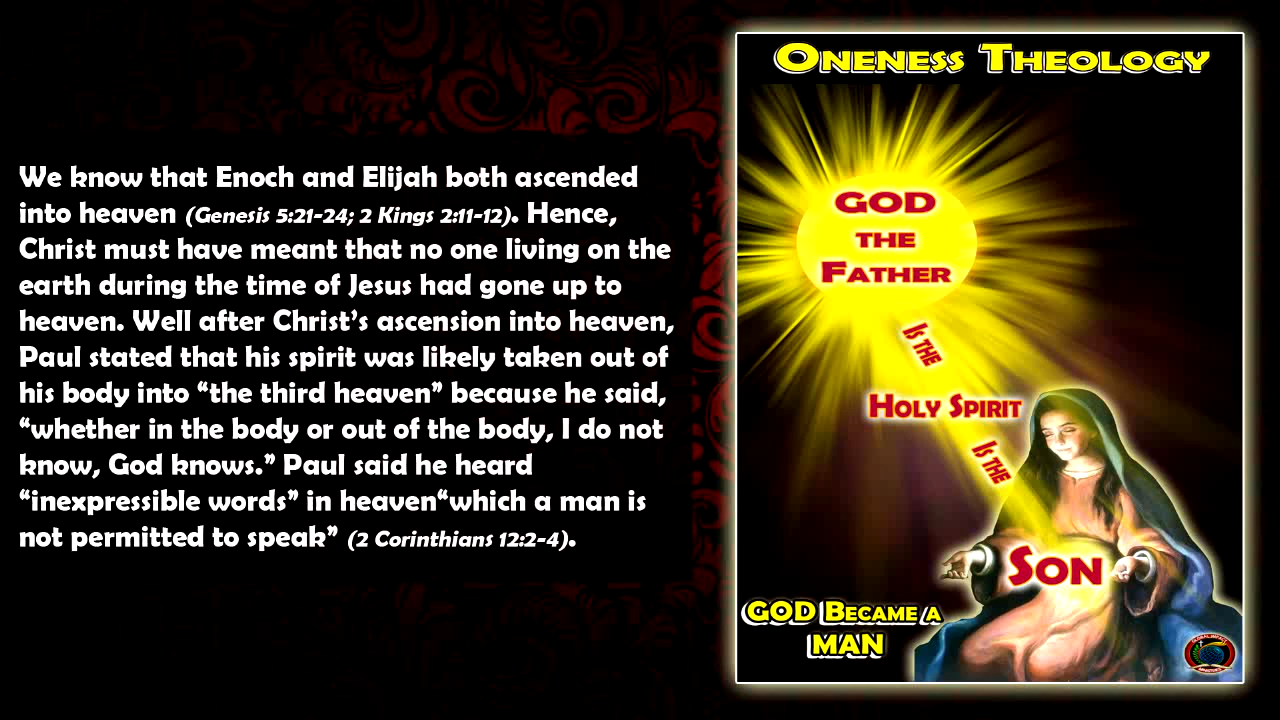 We know that Enoch and Elijah both ascended
into heaven (Genesis 5:21-24; 2 Kings 2:11-12). Hence,
Christ must have meant that no one living on the
earth during the time of Jesus had gone up to
heaven. Well after Christ's ascension into heaven,
Paul stated that his spirit was likely taken out of
his body into “the third heaven” because he said,
“whether in the body or out of the body, I do not
know, God knows.” Paul said he heard
“inexpressible words” in heaven“which a man is
not permitted to speak” (2 Corinthians 12:2-4).
Oneness Theology
GOD
THE
FATHER
IS THE
HOLY SPIRIT
IS THE
SON
GOD BECAME A
MAN
GLOBAL IMPACT
MINISTRIES